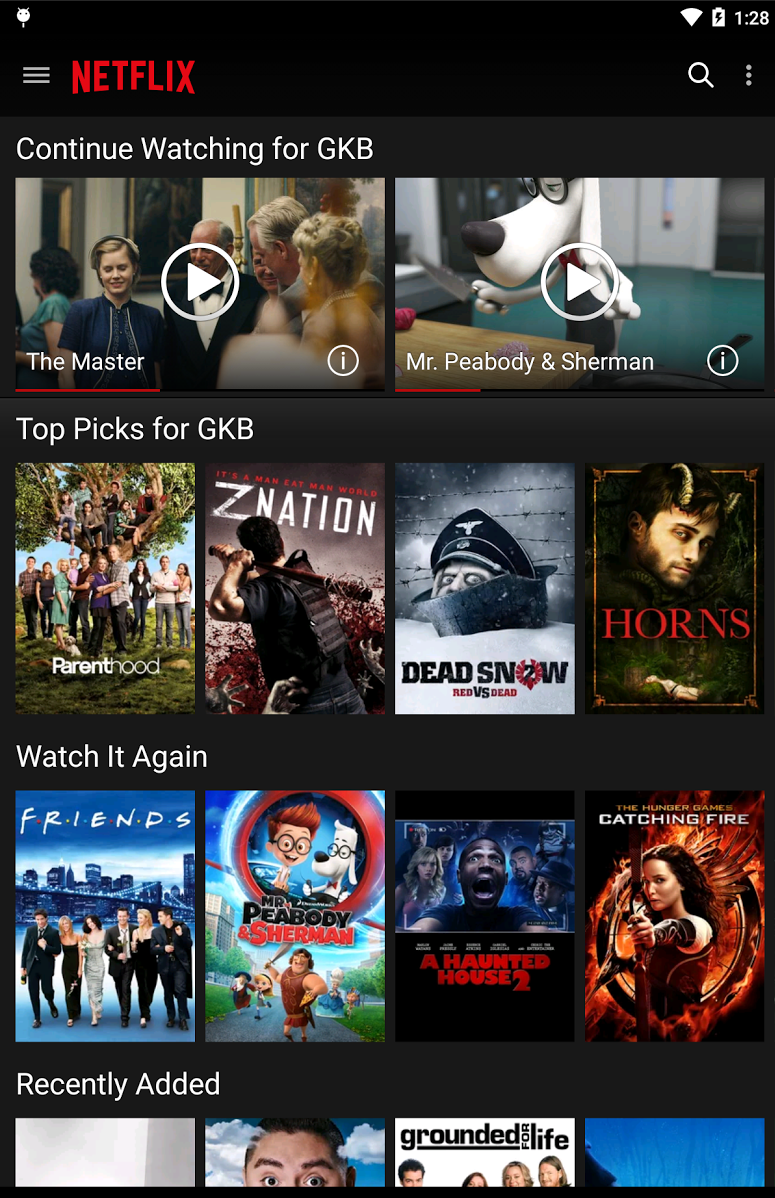 1:28
NETFLIX
Continue Watching for GKB
The Master
Mr. Peabody & Sherman
Top Picks for GKB
Parenthood
IT'S A MAN EAT MAN WORLD
Z NATION
DEAD SNOW
2
RED VS DEAD
HORNS
Watch It Again
F·R·I·E·N·D·S
DREAMWORKS
MR.
PEABODY
& SHERMAN
A HAUNTED
HOUSE 2
THE HUNGER GAMES
CATCHING FIRE
Recently Added
grounded FOR life